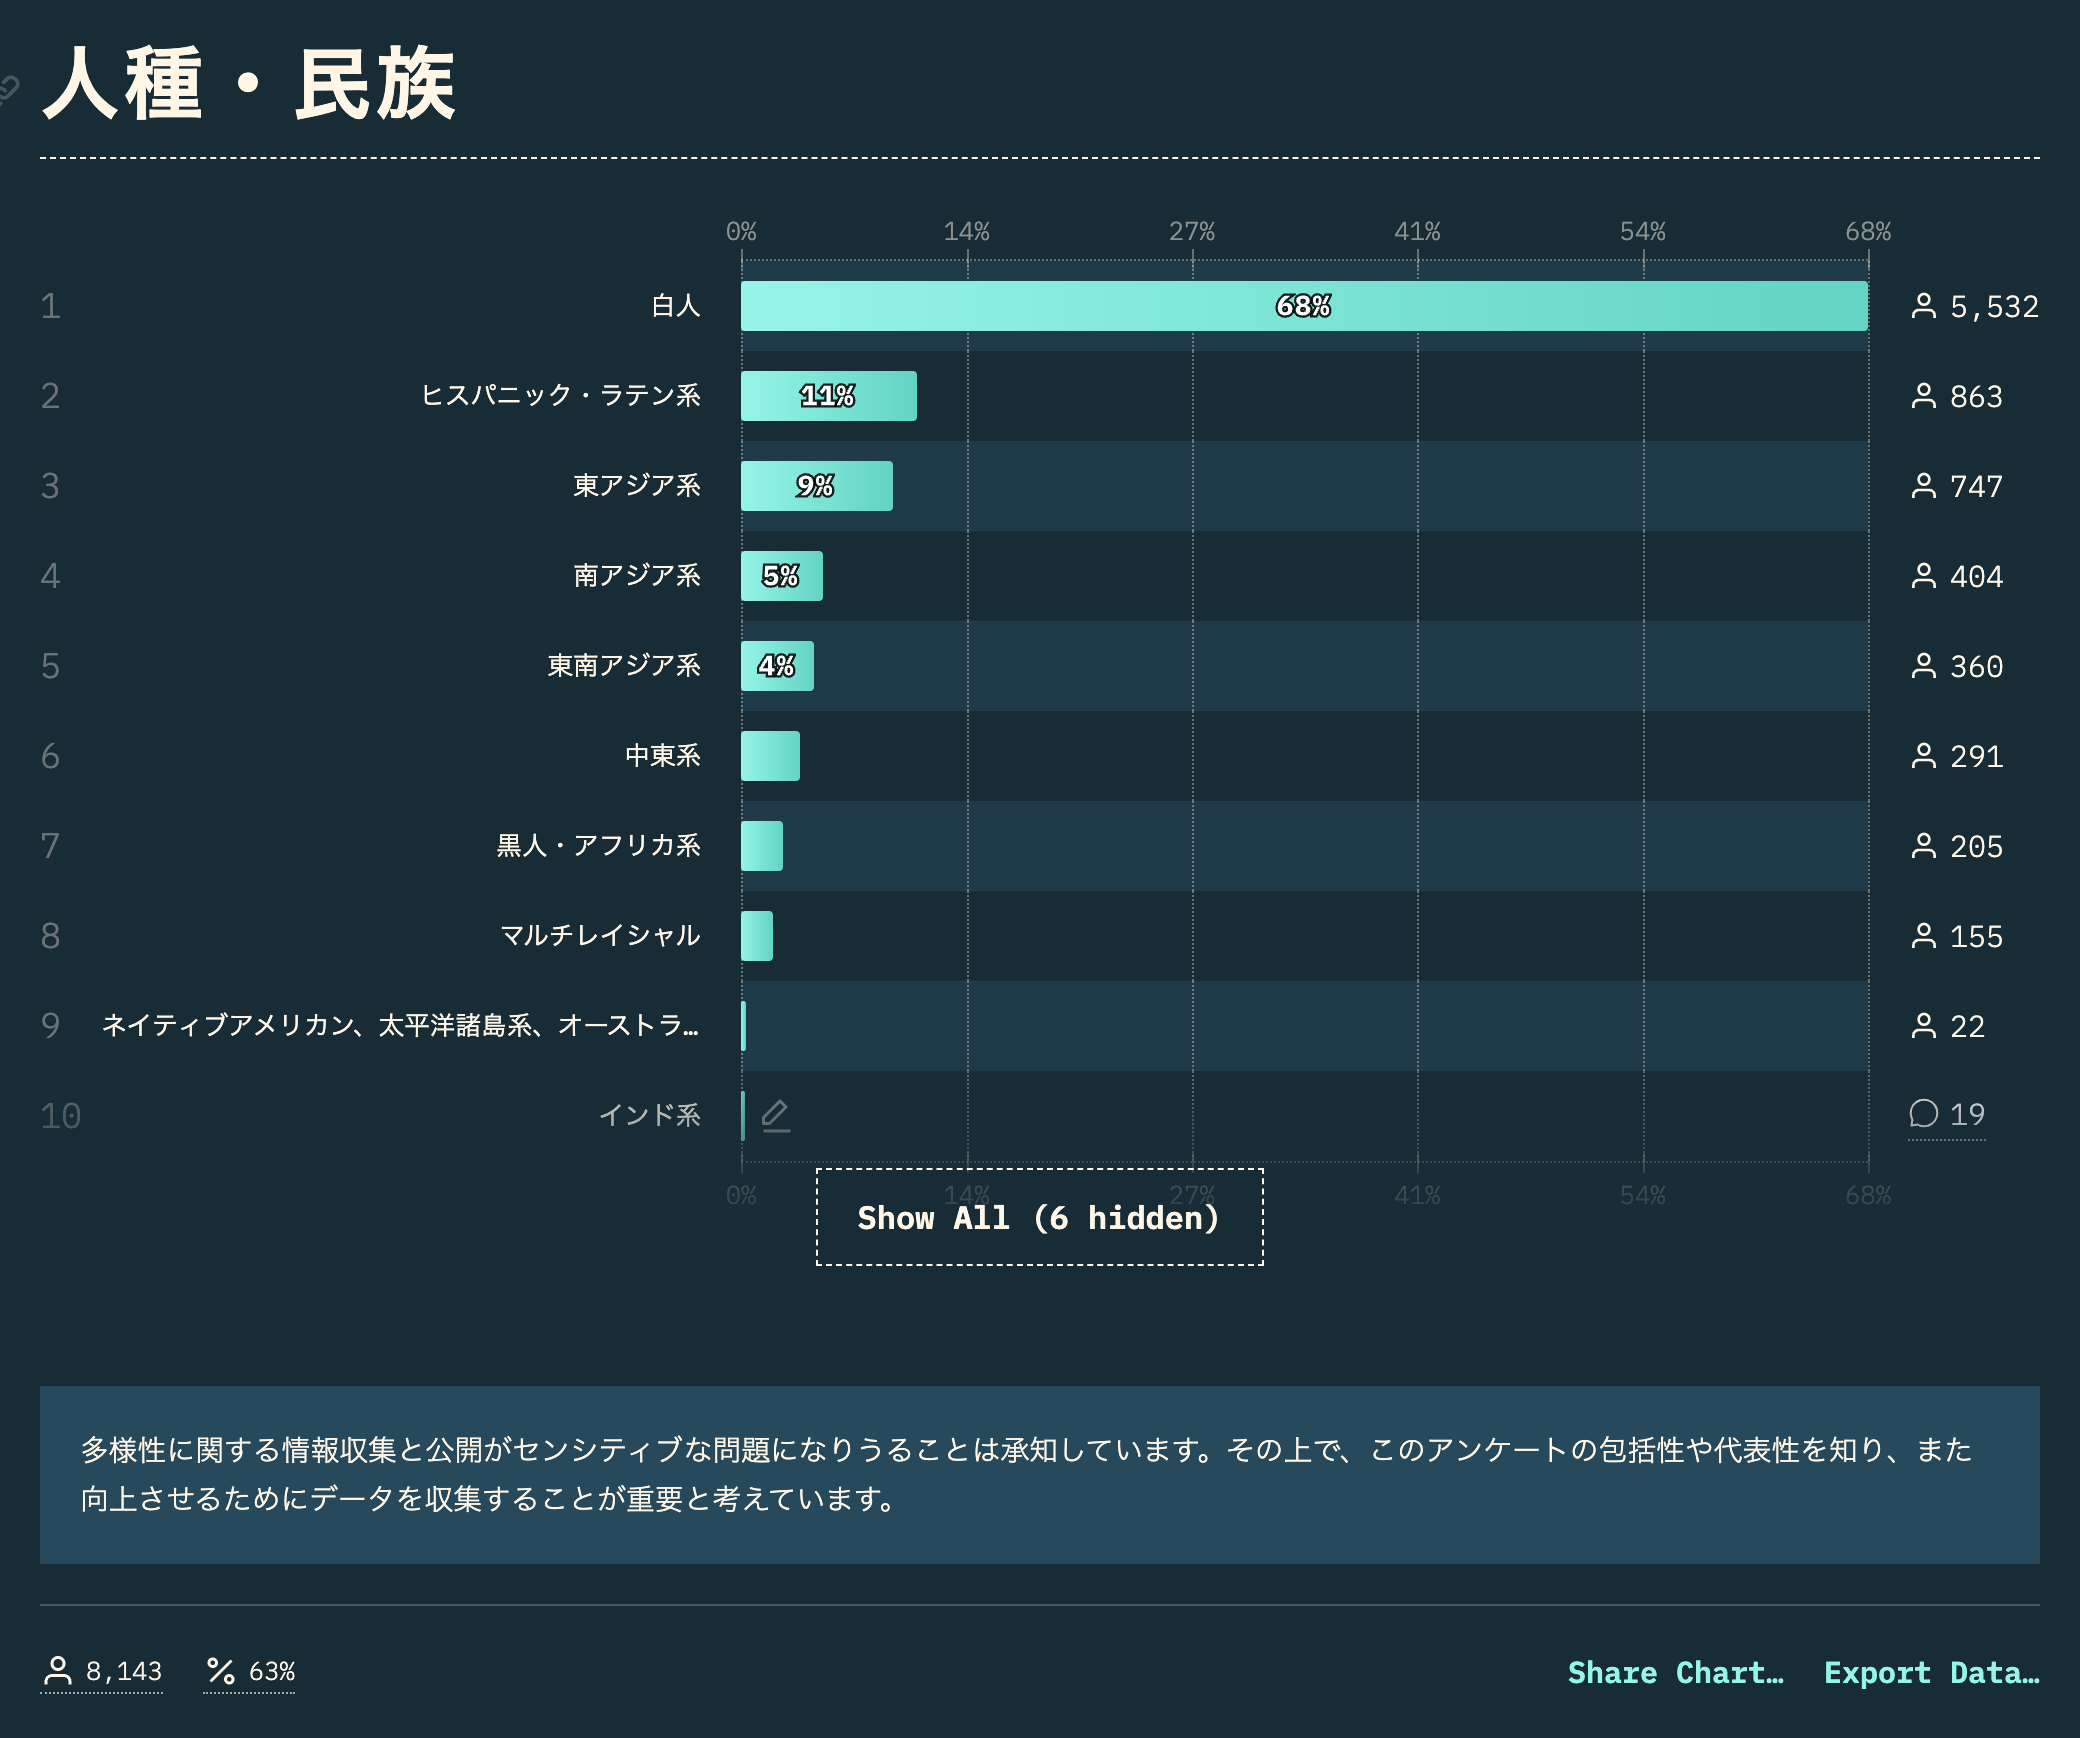 人種・民族
0% 14% 27% 41% 54% 68%
1 白人 68% 5,532
2 ヒスパニック・ラテン系 11% 863
3 東アジア系 9% 747
4 南アジア系 5% 404
5 東南アジア系 4% 360
6 中東系 291
7 黒人・アフリカ系 205
8 マルチレイシャル 155
9 ネイティブアメリカン、太平洋諸島系、オーストラ… 22
10 インド系 19
0% 14% 27% 41% 54% 68%
Show All (6 hidden)
多様性に関する情報収集と公開がセンシティブな問題になりうることは承知しています。その上で、このアンケートの包括性や代表性を知り、また
向上させるためにデータを収集することが重要と考えています。
8,143 63% Share Chart… Export Data…